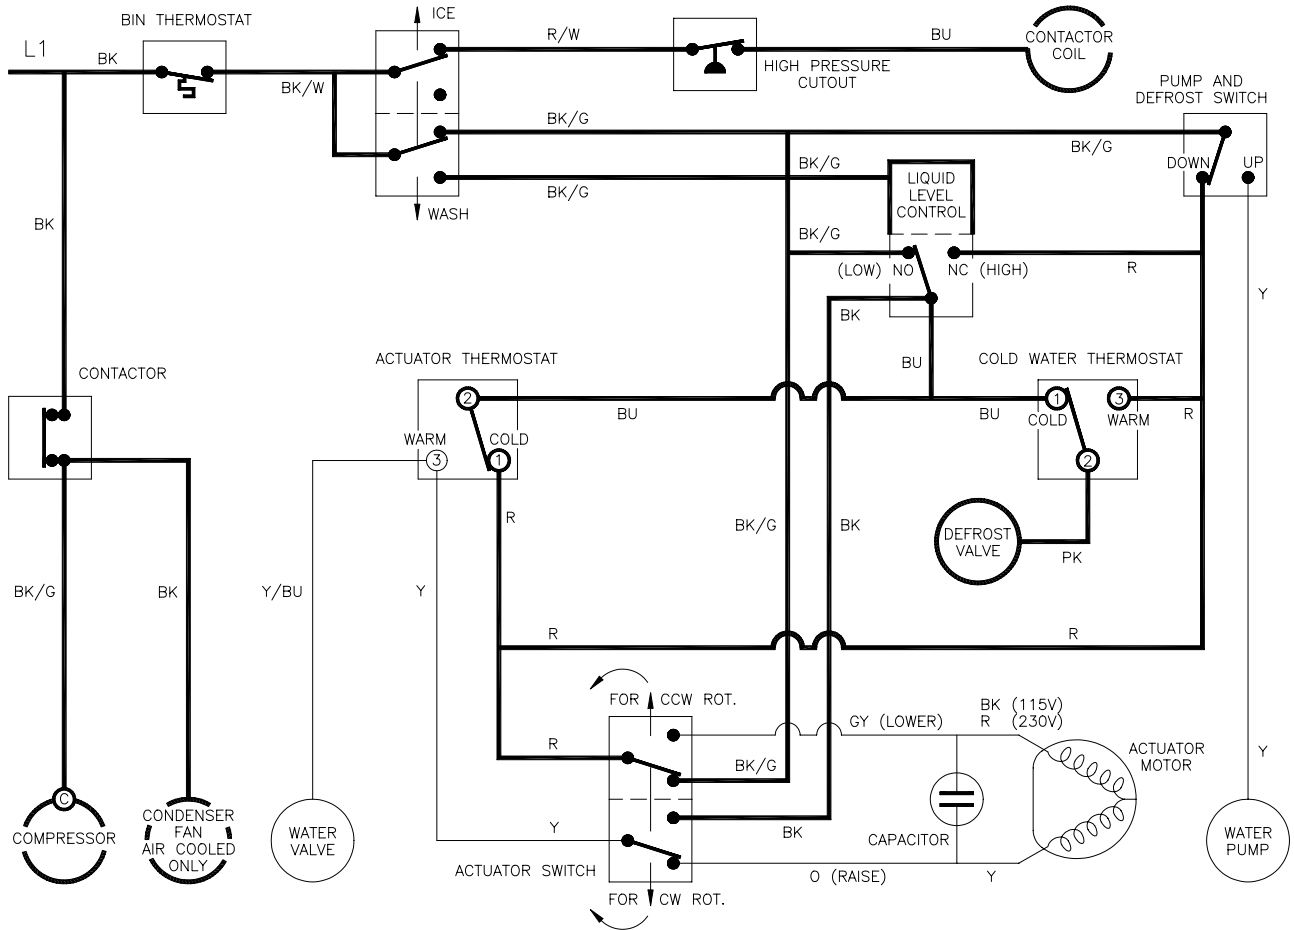 BIN THERMOSTAT
ICE
L1
BK
BK/W
R/W
BU
CONTACTOR
COIL
HIGH PRESSURE
CUTOUT
PUMP AND
DEFROST SWITCH
BK/G
BK/G
DOWN
UP
BK/G
BK/G
LIQUID
LEVEL
CONTROL
WASH
BK
BK/G
(LOW) NO
NC (HIGH)
R
Y
BK
BU
ACTUATOR THERMOSTAT
COLD WATER THERMOSTAT
CONTACTOR
2
BU
BU
1
3
R
COLD
WARM
WARM
COLD
3
1
2
R
BK/G
BK
DEFROST
VALVE
PK
BK/G
BK
Y/BU
Y
R
R
FOR CCW ROT.
BK (115V)
R (230V)
GY (LOWER)
R
BK/G
ACTUATOR
MOTOR
Y
C
COMPRESSOR
CONDENSER
FAN
AIR COOLED
ONLY
WATER
VALVE
Y
BK
CAPACITOR
WATER
PUMP
ACTUATOR SWITCH
O (RAISE)
Y
FOR CW ROT.